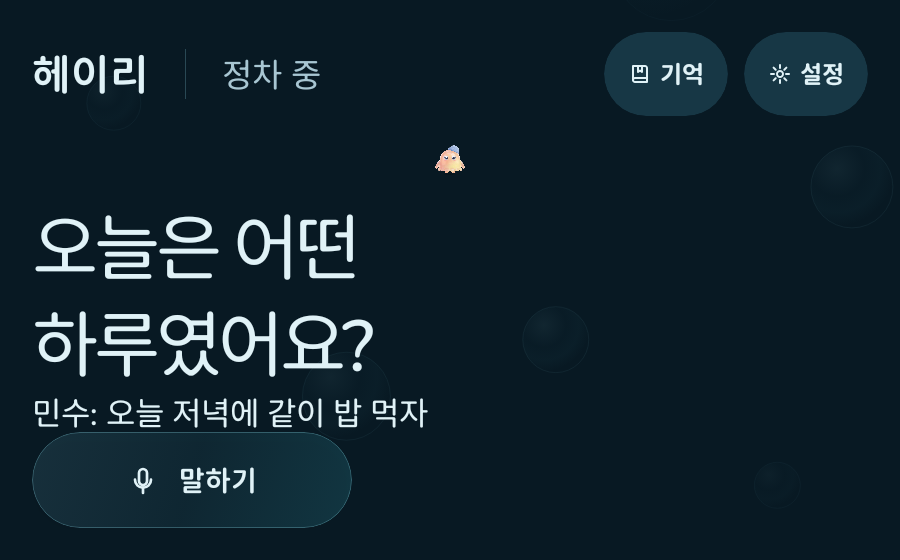 헤이리
정차 중
기억
설정
오늘은 어떤
하루였어요?
민수: 오늘 저녁에 같이 밥 먹자
말하기